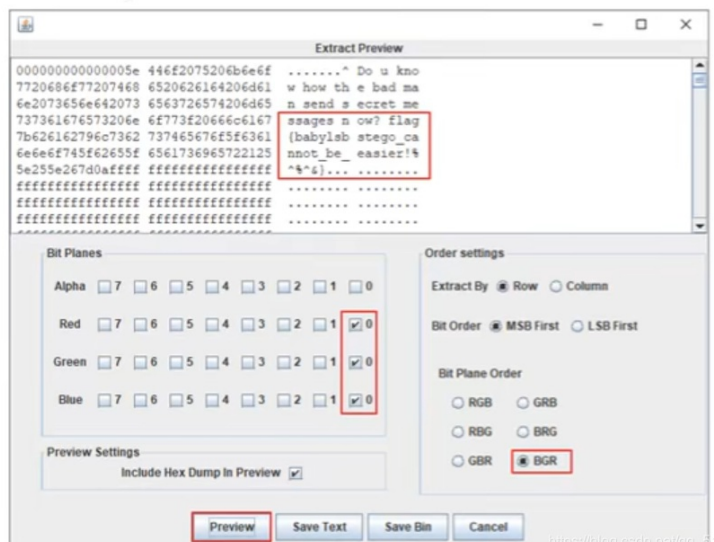 Extract Preview
000000000000005e 446f2075206b6e6f .......^ Do u kno
7720686f77207468 6520626164206d61 w how th e bad ma
6e2073656e642073 6563726574206d65 n send s ecret me
737361676573206e 6f773f20666c6167 ssages n ow? flag
7b626162796c7362 737465676f5f6361 {babylsb stego_ca
6e6e6f745f62655f 6561736965722125 nnot_be_ easier!%
5e255e267d0affff ffffffffffffffff ^%^&}... ........
ffffffffffffffff ffffffffffffffff ........ ........
ffffffffffffffff ffffffffffffffff ........ ........
ffffffffffffffff ffffffffffffffff ........ ........
Bit Planes
Alpha 7 6 5 4 3 2 1 0
Red 7 6 5 4 3 2 1 0
Green 7 6 5 4 3 2 1 0
Blue 7 6 5 4 3 2 1 0
Preview Settings
Include Hex Dump In Preview
Order settings
Extract By Row Column
Bit Order MSB First LSB First
Bit Plane Order
RGB GRB
RBG BRG
GBR BGR
Preview Save Text Save Bin Cancel